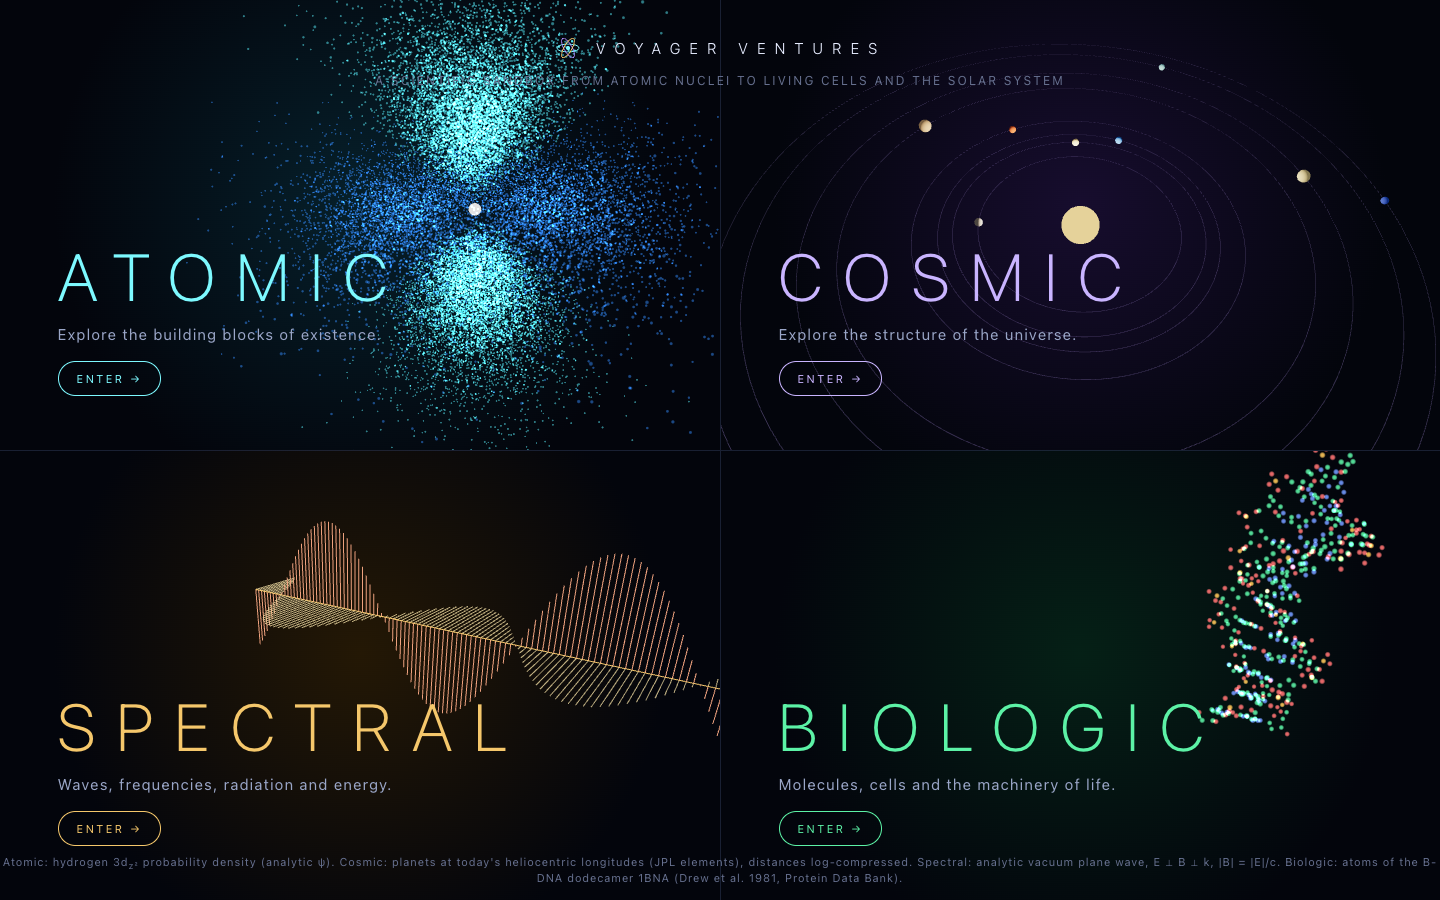 VOYAGER VENTURES
FROM ATOMIC NUCLEI TO LIVING CELLS AND THE SOLAR SYSTEM
ATOMIC
Explore the building blocks of existence.
ENTER →
COSMIC
Explore the structure of the universe.
ENTER →
SPECTRAL
Waves, frequencies, radiation and energy.
ENTER →
BIOLOGIC
Molecules, cells and the machinery of life.
ENTER →
Atomic: hydrogen 3d_z² probability density (analytic ψ). Cosmic: planets at today's heliocentric longitudes (JPL elements), distances log-compressed. Spectral: analytic vacuum plane wave, E ⊥ B ⊥ k, |B| = |E|/c. Biologic: atoms of the B-
DNA dodecamer 1BNA (Drew et al. 1981, Protein Data Bank).